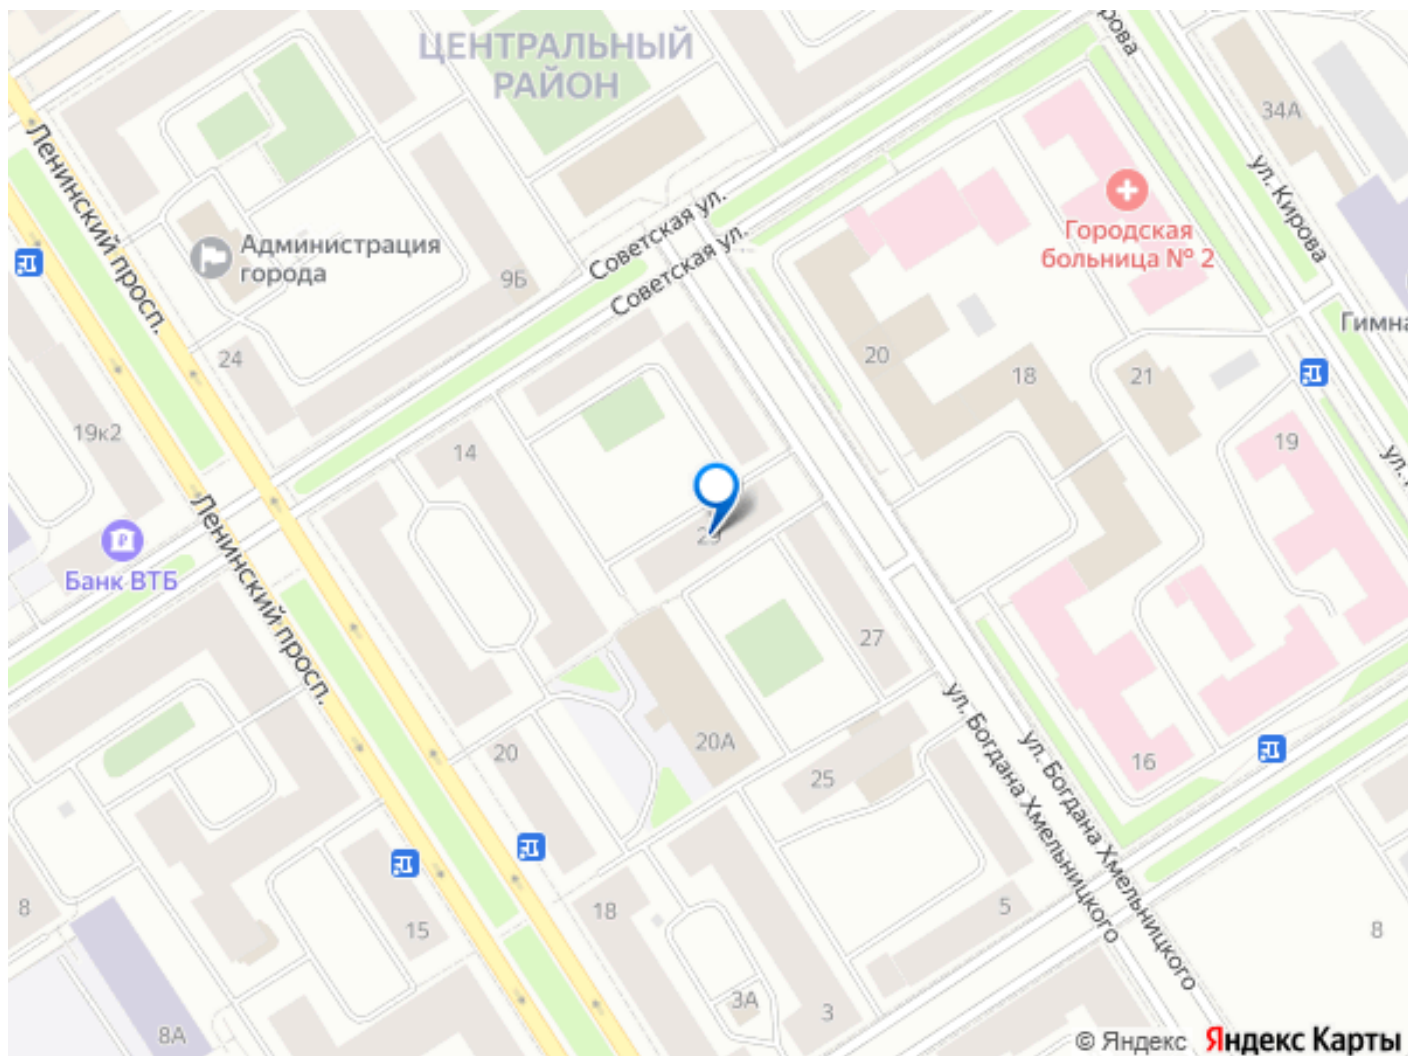 ЦЕНТРАЛЬНЫЙ
РАЙОН
рова
34А
Ленинский просп.
ул. Кирова
Советская ул.
Советская ул.
Городская
больница № 2
Администрация
города
9Б
Гимна
24
20
18
21
19к2
14
19
ул.
Ленинский просп.
Банк ВТБ
27
20А
20
25
16
ул. Богдана Хмельницкого
ул. Богдана Хмельницкого
8
15
18
5
8
8А
3А
3
© Яндекс Яндекс Карты